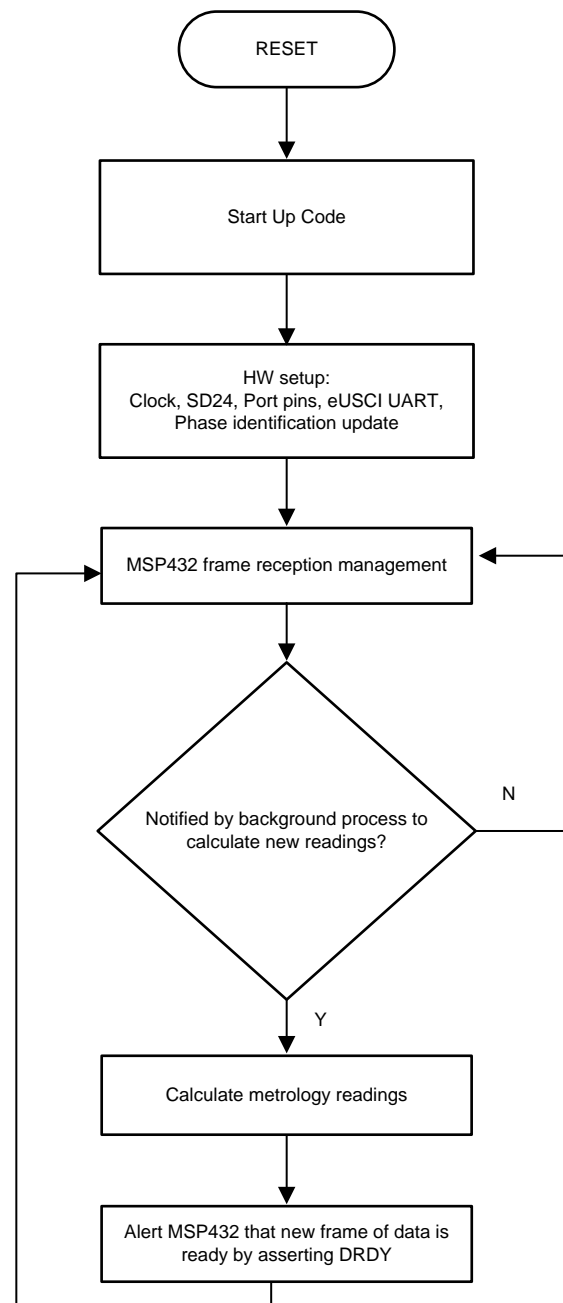 RESET
Start Up Code
HW setup:
Clock, SD24, Port pins, eUSCI UART,
Phase identification update
MSP432 frame reception management
Notified by background process to
calculate new readings?
N
Y
Calculate metrology readings
Alert MSP432 that new frame of data is
ready by asserting DRDY